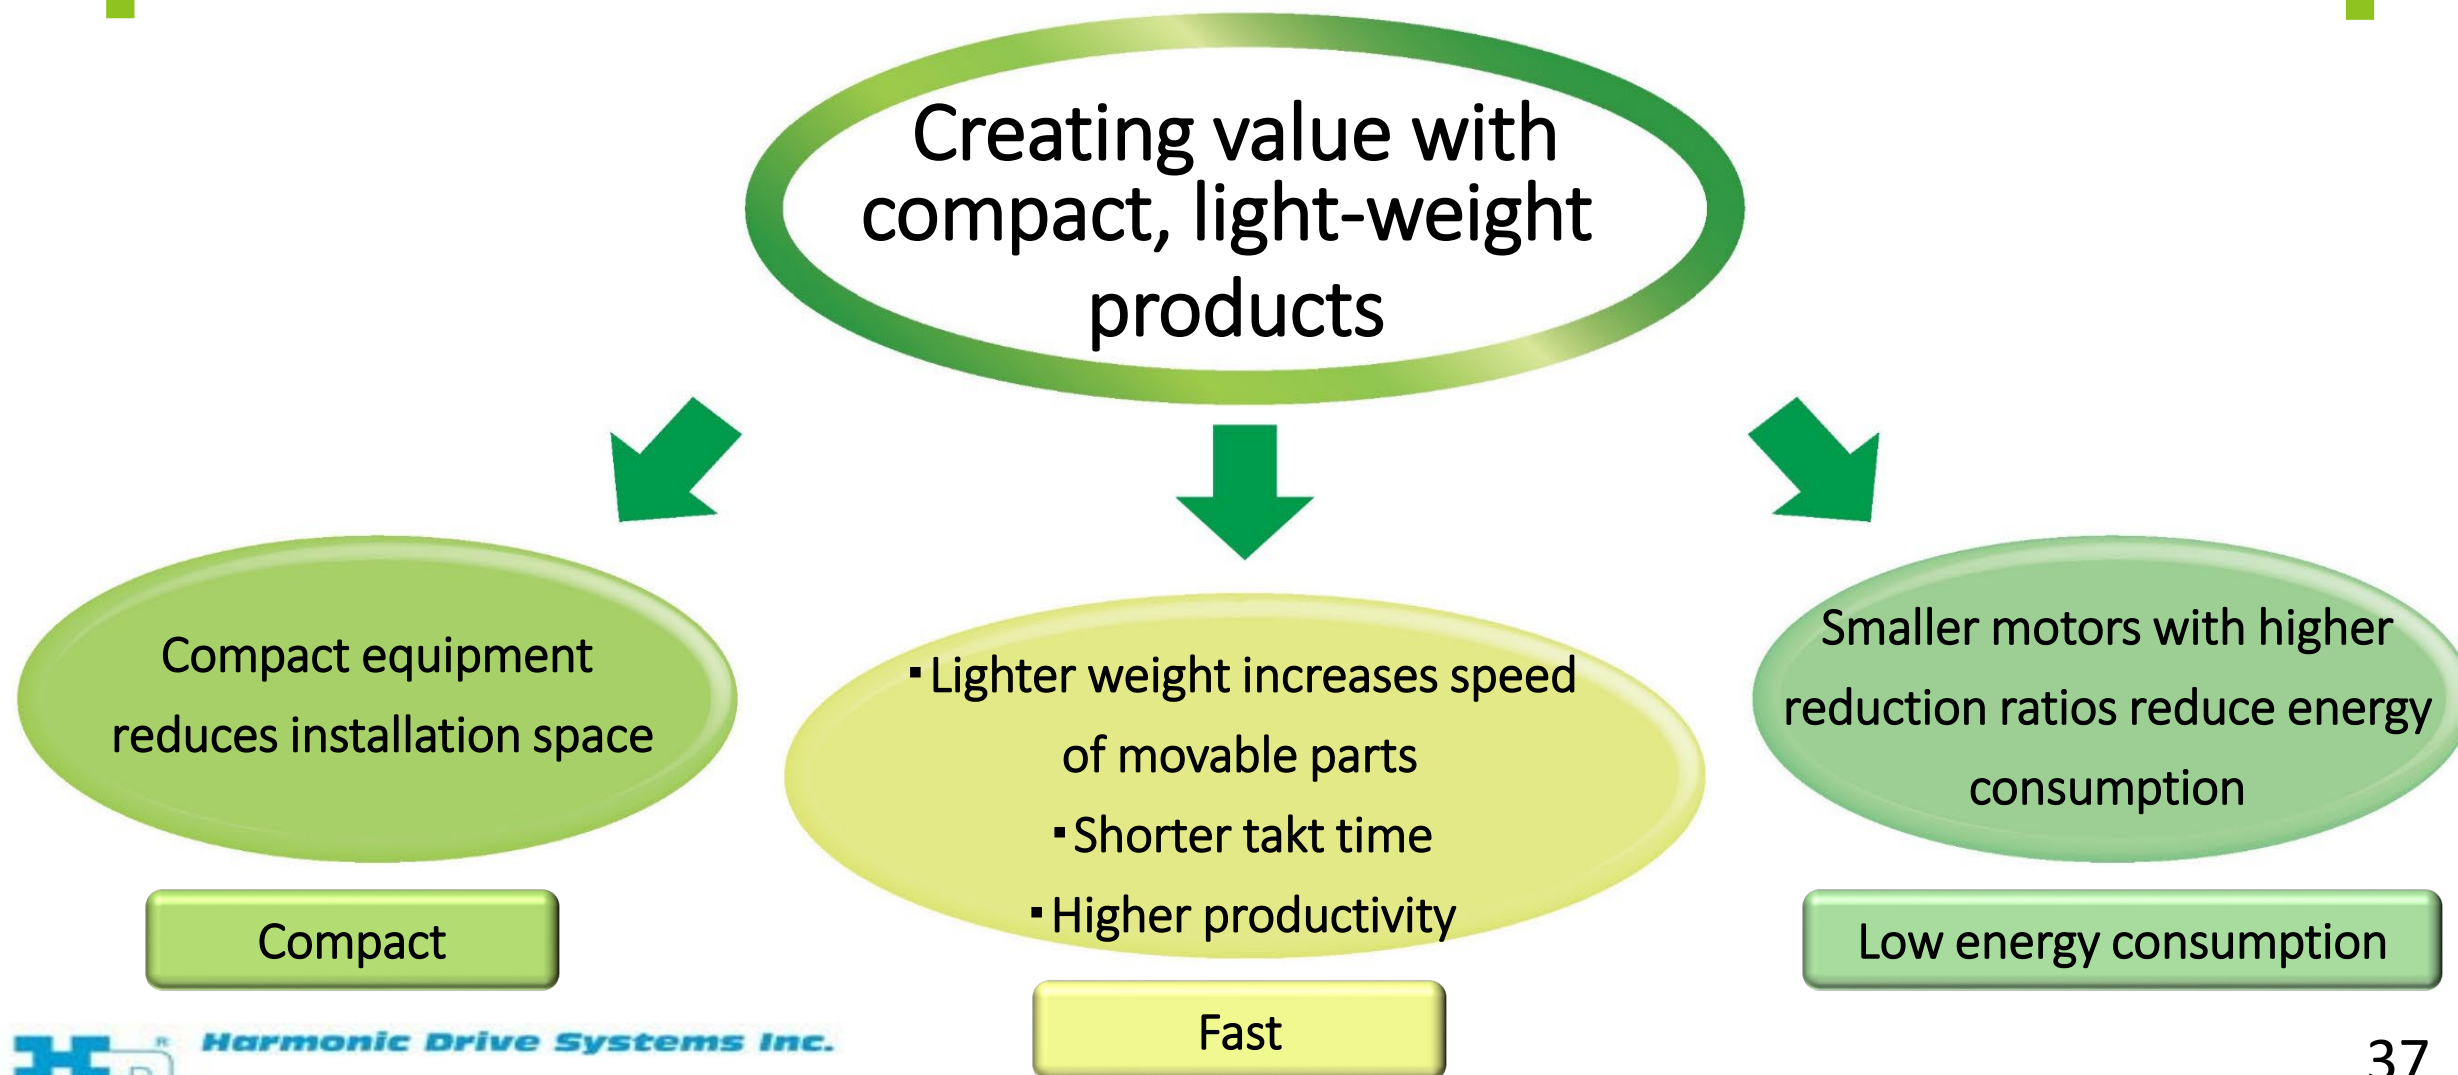 Creating value with
compact, light-weight
products
Compact equipment
reduces installation space
▪Lighter weight increases speed
of movable parts
▪Shorter takt time
▪Higher productivity
Smaller motors with higher
reduction ratios reduce energy
consumption
Compact
Fast
Low energy consumption
Harmonic Drive Systems Inc.
37